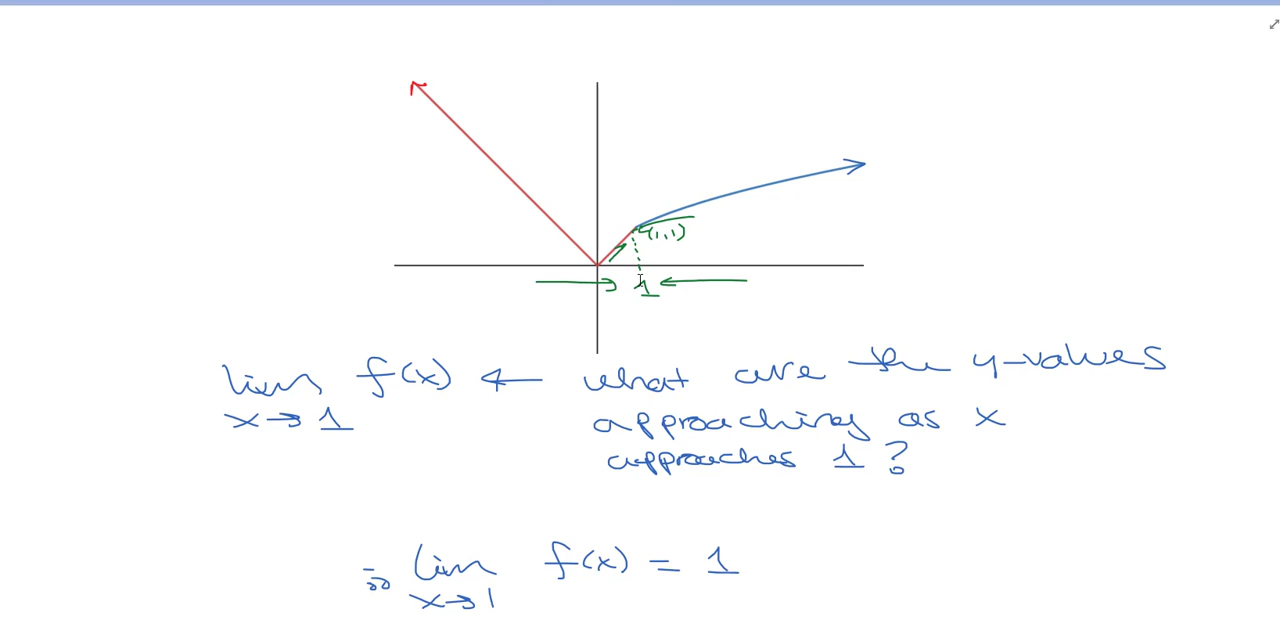 (1,1)
1
lim f(x) ← what are the y-values
x→1 approaching as x
approaches 1?
∴ lim f(x) = 1
x→1